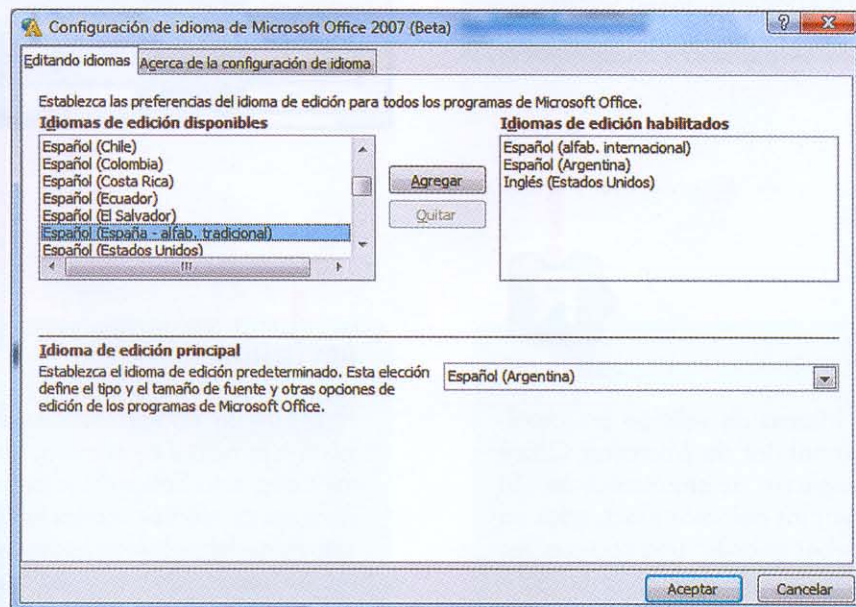 Configuración de idioma de Microsoft Office 2007 (Beta)
Editando idiomas
Acerca de la configuración de idioma
Establezca las preferencias del idioma de edición para todos los programas de Microsoft Office.
Idiomas de edición disponibles
Español (Chile)
Español (Colombia)
Español (Costa Rica)
Español (Ecuador)
Español (El Salvador)
Español (España - alfab. tradicional)
Español (Estados Unidos)
Agregar
Quitar
Idiomas de edición habilitados
Español (alfab. internacional)
Español (Argentina)
Inglés (Estados Unidos)
Idioma de edición principal
Establezca el idioma de edición predeterminado. Esta elección
define el tipo y el tamaño de fuente y otras opciones de
edición de los programas de Microsoft Office.
Español (Argentina)
Aceptar
Cancelar